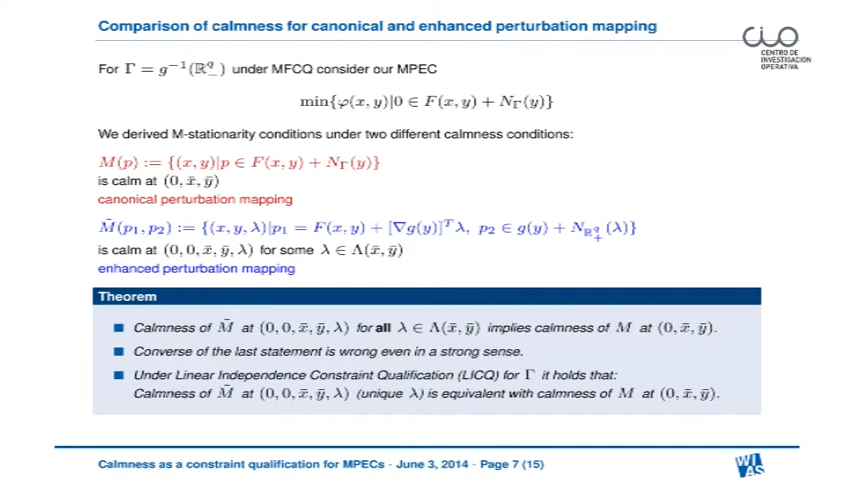 Comparison of calmness for canonical and enhanced perturbation mapping
CIO
CENTRO DE
INVESTIGACION
OPERATIVA
For Γ = g⁻¹(ℝ_−^q) under MFCQ consider our MPEC
min{φ(x, y)|0 ∈ F(x, y) + N_Γ(y)}
We derived M-stationarity conditions under two different calmness conditions:
M(p) := {(x, y)|p ∈ F(x, y) + N_Γ(y)}
is calm at (0, x̄, ȳ)
canonical perturbation mapping
M̃(p₁, p₂) := {(x, y, λ)|p₁ = F(x, y) + [∇g(y)]^T λ, p₂ ∈ g(y) + N_{ℝ_+^q}(λ)}
is calm at (0, 0, x̄, ȳ, λ) for some λ ∈ Λ(x̄, ȳ)
enhanced perturbation mapping
Theorem
■ Calmness of M̃ at (0, 0, x̄, ȳ, λ) for all λ ∈ Λ(x̄, ȳ) implies calmness of M at (0, x̄, ȳ).
■ Converse of the last statement is wrong even in a strong sense.
■ Under Linear Independence Constraint Qualification (LICQ) for Γ it holds that:
Calmness of M̃ at (0, 0, x̄, ȳ, λ) (unique λ) is equivalent with calmness of M at (0, x̄, ȳ).
Calmness as a constraint qualification for MPECs · June 3, 2014 · Page 7 (15)
WIAS